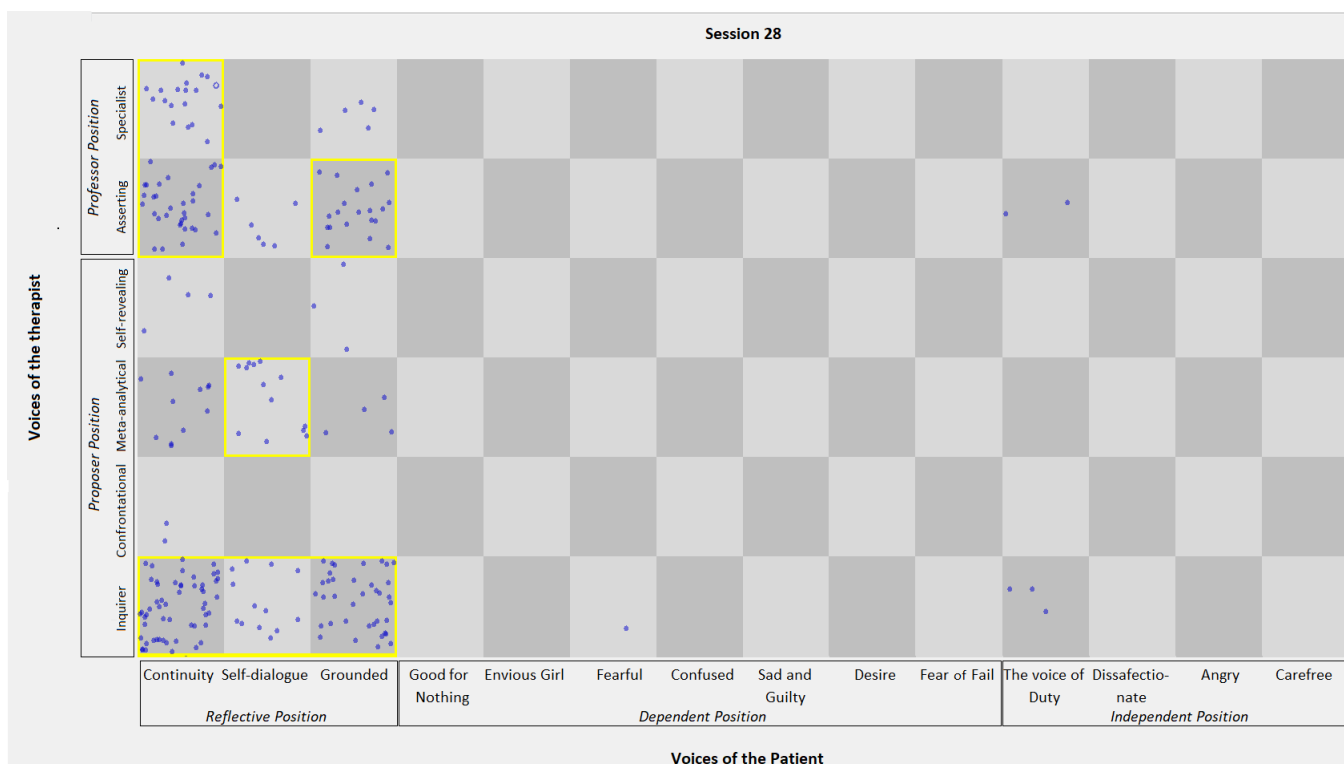 Session 28
Voices of the therapist
Professor Position
Specialist
Asserting
Proposer Position
Self-revealing
Meta-analytical
Confrontational
Inquirer
Continuity
Self-dialogue
Grounded
Good for
Nothing
Envious Girl
Fearful
Confused
Sad and
Guilty
Desire
Fear of Fail
The voice of
Duty
Dissafectio-
nate
Angry
Carefree
Reflective Position
Dependent Position
Independent Position
Voices of the Patient